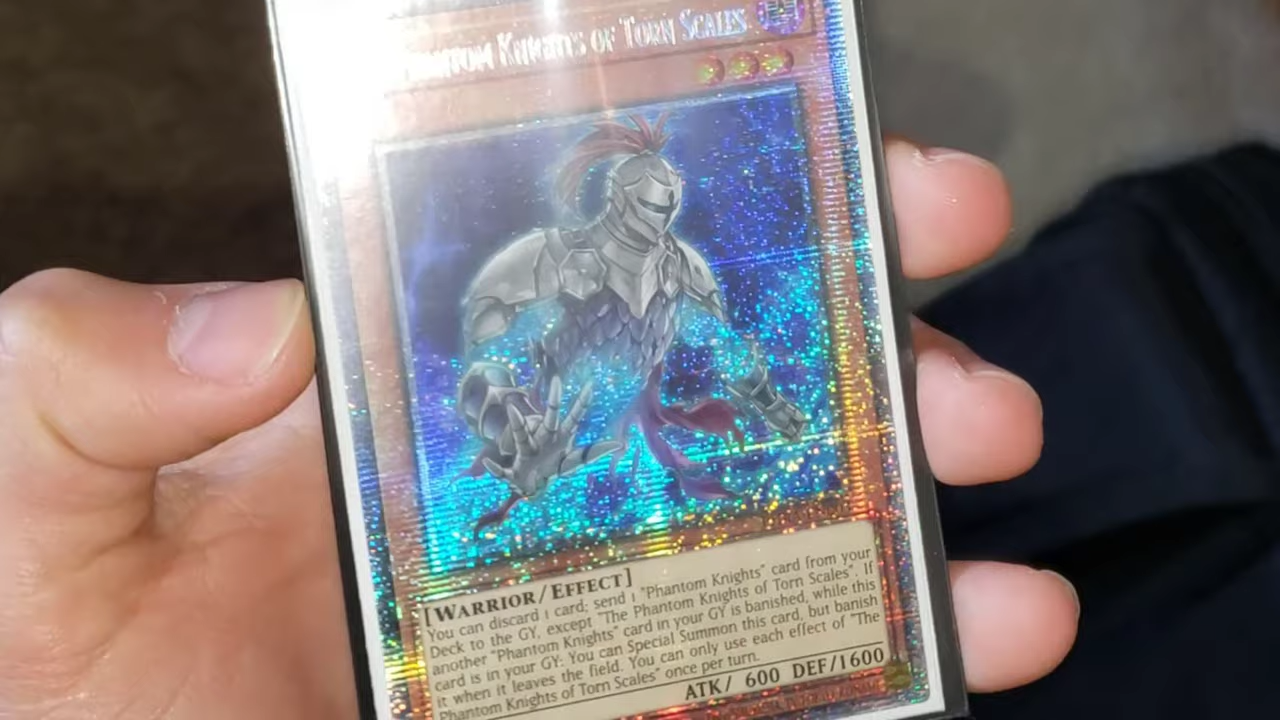 PHANTOM KNIGHTS OF TORN SCALES
[WARRIOR/EFFECT]
You can discard 1 card; send 1 "Phantom Knights" card from your
Deck to the GY, except "The Phantom Knights of Torn Scales". If
another "Phantom Knights" card in your GY is banished, while this
card is in your GY: You can Special Summon this card, but banish
it when it leaves the field. You can only use each effect of "The
Phantom Knights of Torn Scales" once per turn.
ATK/ 600 DEF/1600